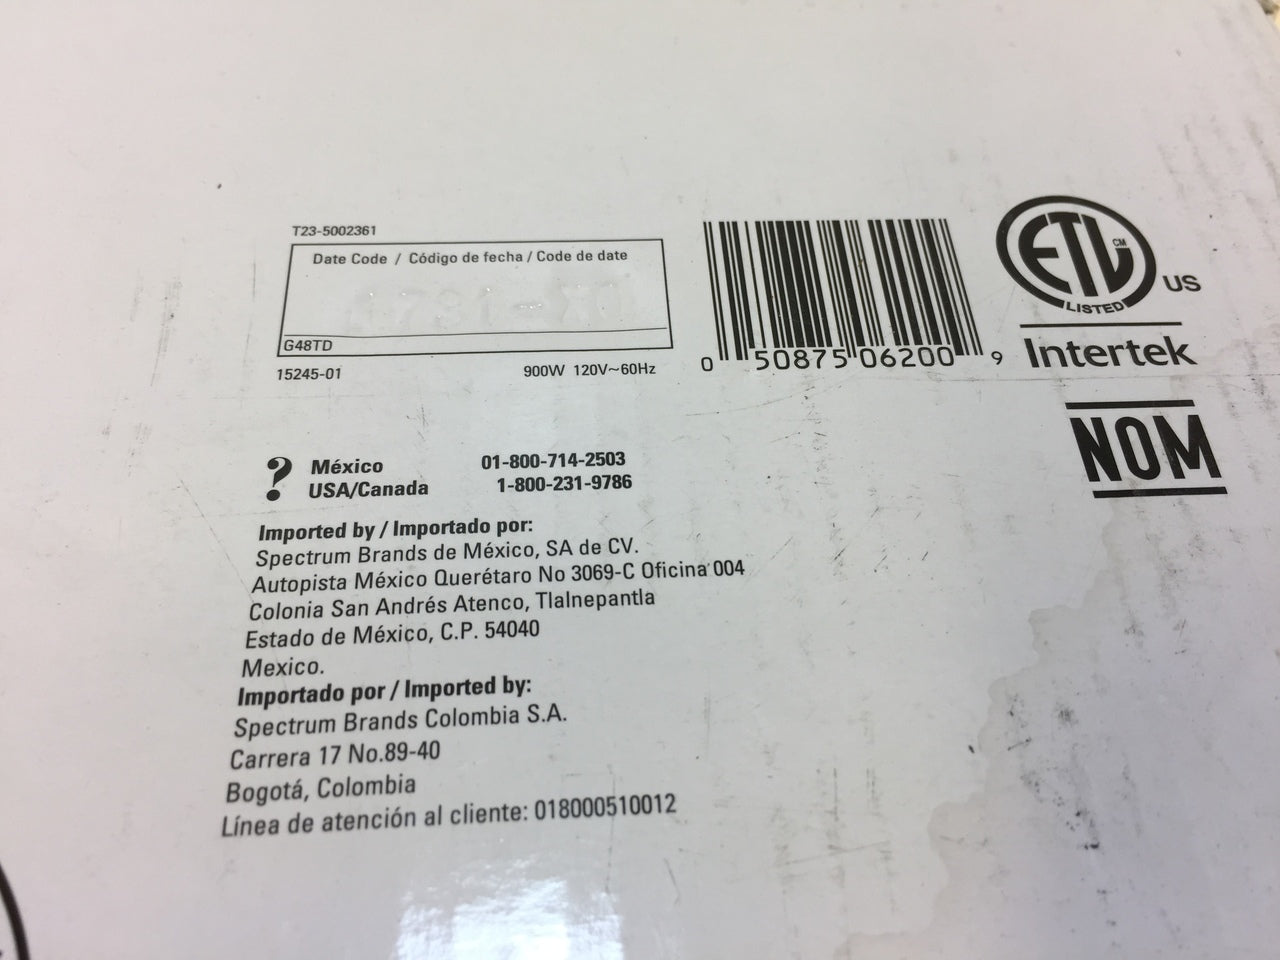 T23-5002361
Date Code / Código de fecha / Code de date
G48TD
15245-01
900W 120V~60Hz
0 50875 06200 9
ETL CM
LISTED
US
Intertek
NOM
? México 01-800-714-2503
USA/Canada 1-800-231-9786
Imported by / Importado por:
Spectrum Brands de México, SA de CV.
Autopista México Querétaro No 3069-C Oficina 004
Colonia San Andrés Atenco, Tlalnepantla
Estado de México, C.P. 54040
Mexico.
Importado por / Imported by:
Spectrum Brands Colombia S.A.
Carrera 17 No.89-40
Bogotá, Colombia
Línea de atención al cliente: 018000510012